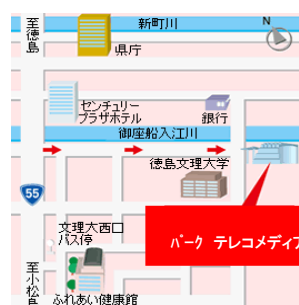 至徳島
新町川
N
県庁
センチュリー
プラザホテル
銀行
御座船入江川
徳島文理大学
55
文理大西口
バス停
パーク テレコメディア
至小松島
ふれあい健康館